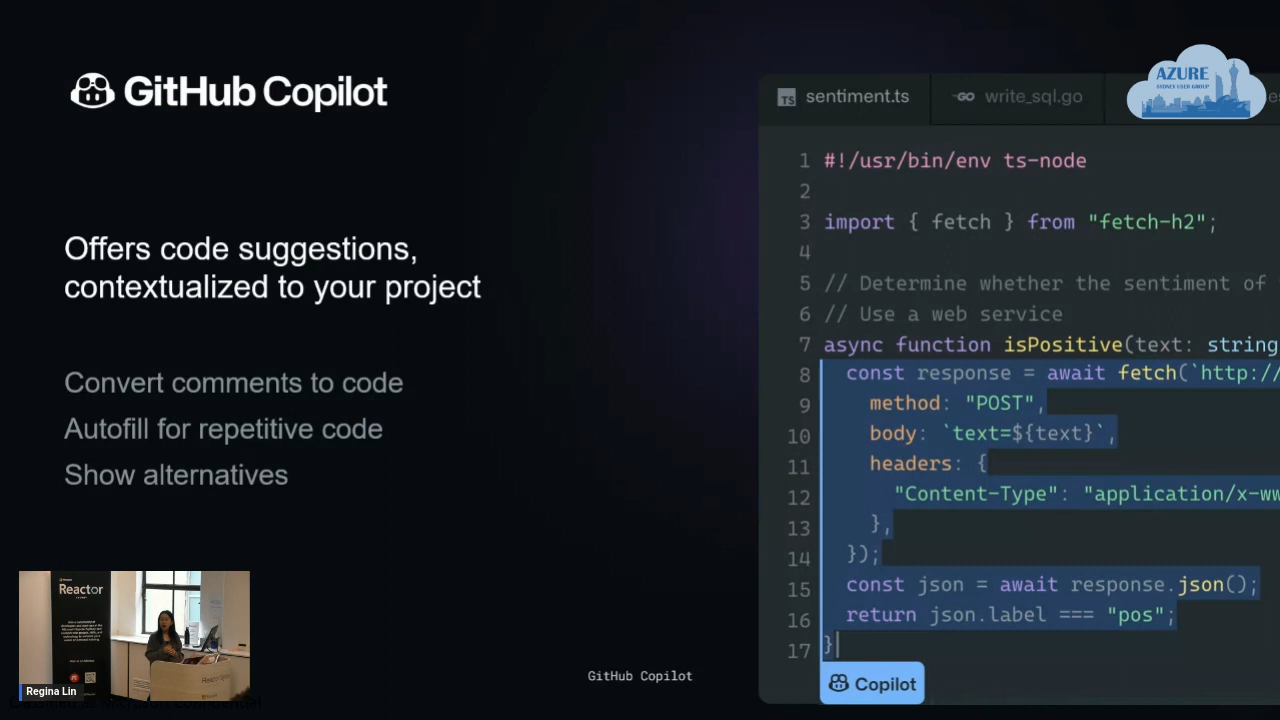 GitHub Copilot
AZURE
SYDNEY USER GROUP
sentiment.ts
write_sql.go
Offers code suggestions,
contextualized to your project
Convert comments to code
Autofill for repetitive code
Show alternatives
1 #!/usr/bin/env ts-node
2
3 import { fetch } from "fetch-h2";
4
5 // Determine whether the sentiment of
6 // Use a web service
7 async function isPositive(text: string
8 const response = await fetch(`http://
9 method: "POST",
10 body: `text=${text}`,
11 headers: {
12 "Content-Type": "application/x-ww
13 },
14 });
15 const json = await response.json();
16 return json.label === "pos";
17 }
Copilot
GitHub Copilot
Reactor
Regina Lin